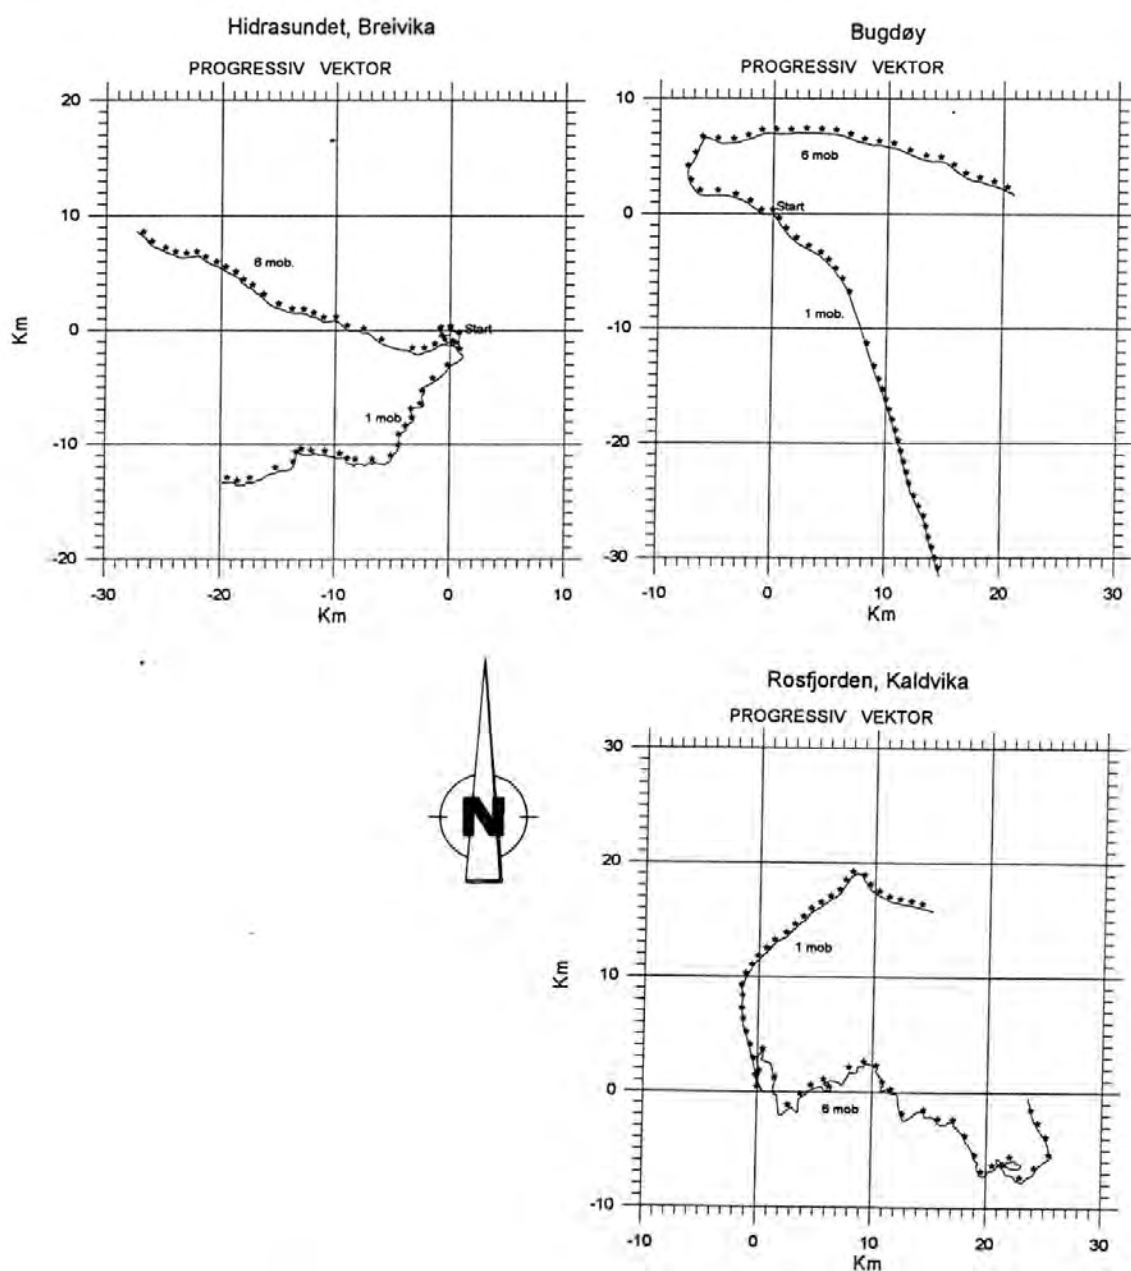 Hidrasundet, Breivika
PROGRESSIV VEKTOR
20
10
0
-10
-20
Km
6 mob.
Start
1 mob
-30
-20
-10
0
10
Km
Bugdøy
PROGRESSIV VEKTOR
10
0
-10
-20
-30
6 mob
Start
1 mob.
-10
0
10
20
30
Km
N
Rosfjorden, Kaldvika
PROGRESSIV VEKTOR
30
20
10
0
-10
Km
1 mob
6 mob
-10
0
10
20
30
Km